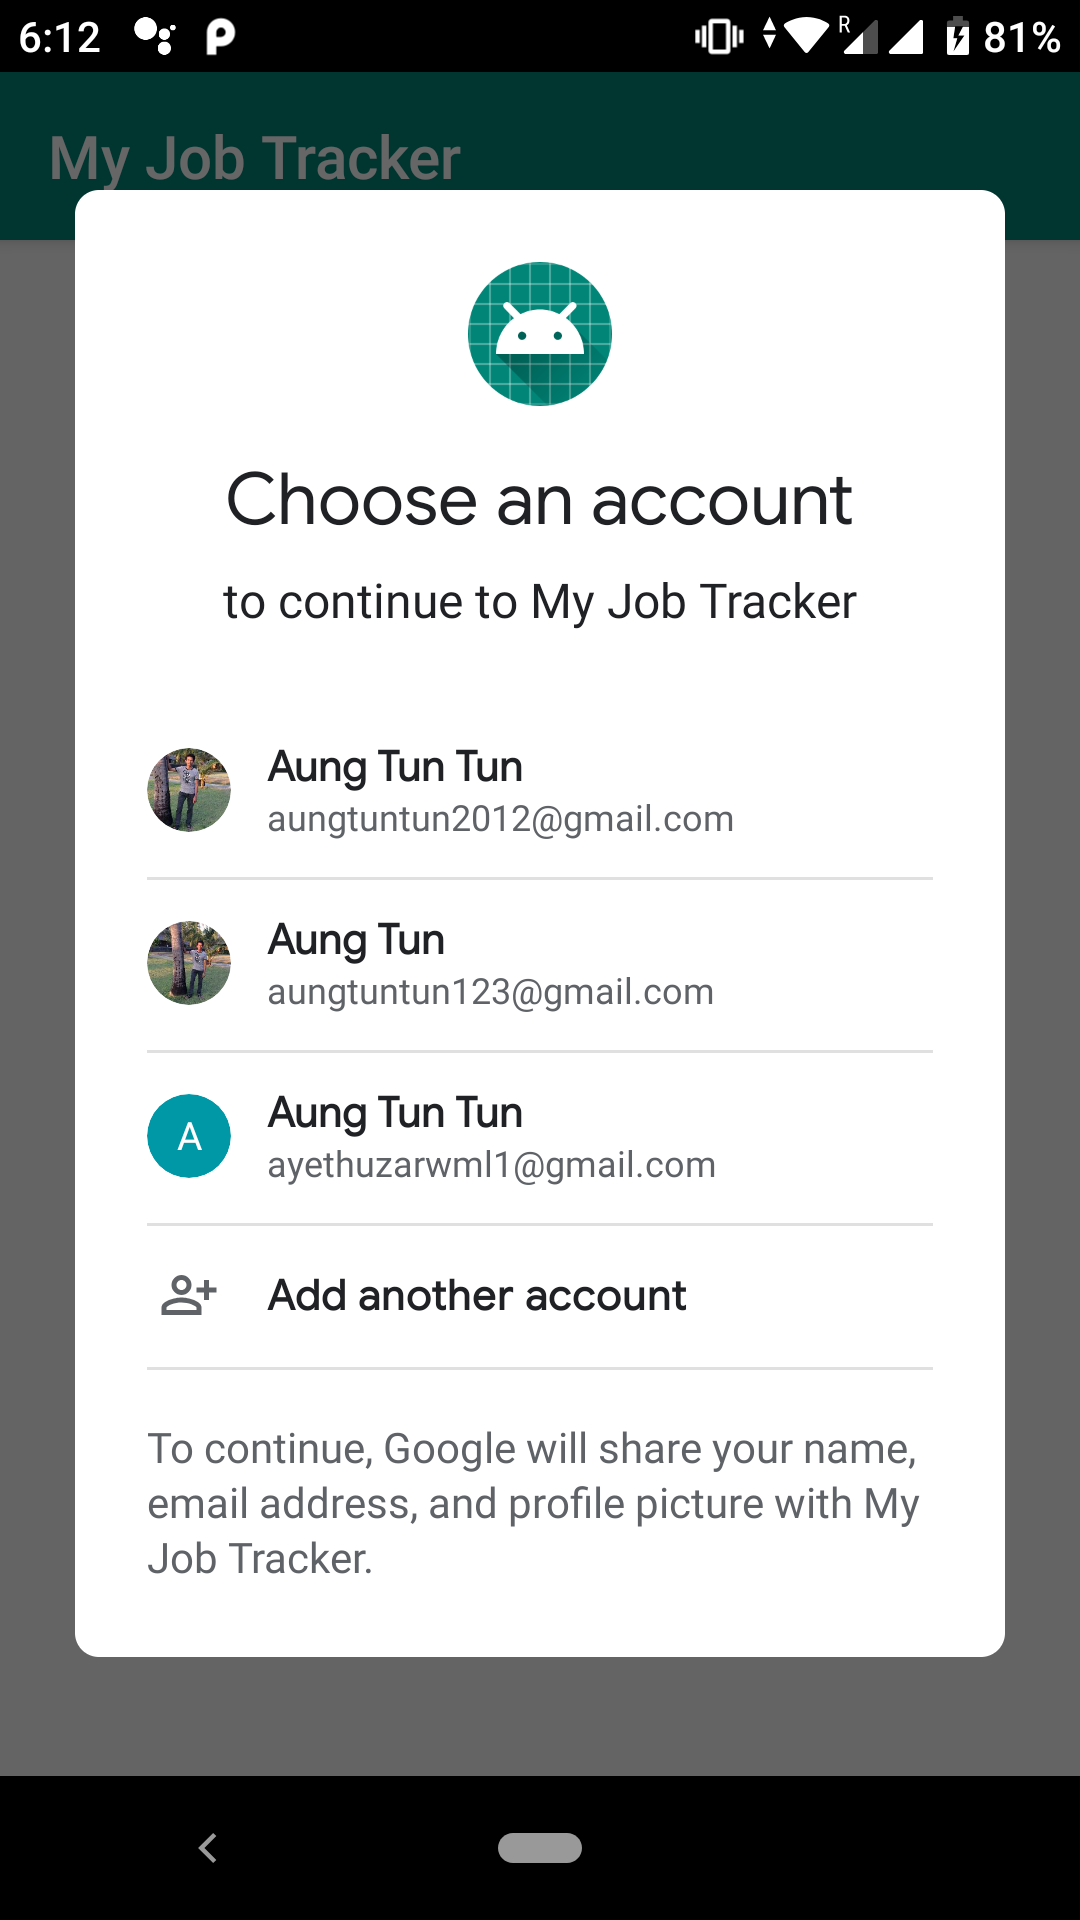 6:12
R
81%
My Job Tracker
Choose an account
to continue to My Job Tracker
Aung Tun Tun
aungtuntun2012@gmail.com
Aung Tun
aungtuntun123@gmail.com
A
Aung Tun Tun
ayethuzarwml1@gmail.com
Add another account
To continue, Google will share your name,
email address, and profile picture with My
Job Tracker.